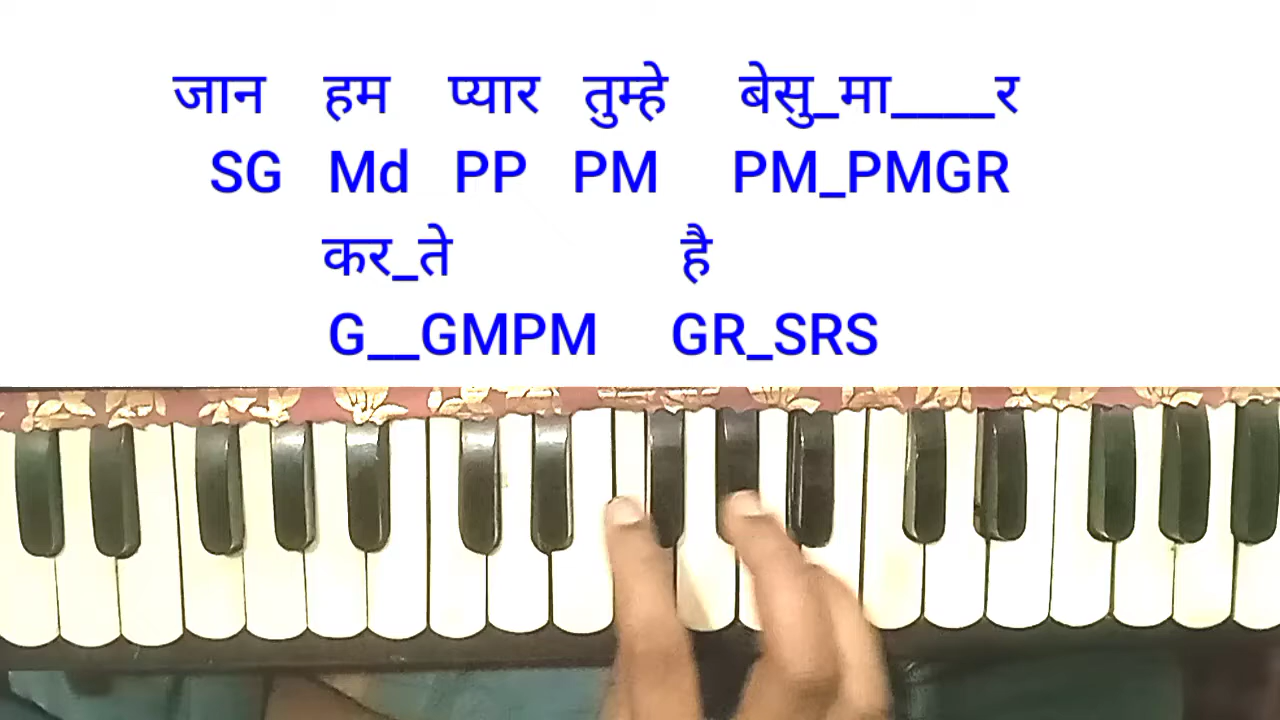 जान हम प्यार तुम्हे बेसु_मा____र
SG Md PP PM PM_PMGR
कर_ते है
G__GMPM GR_SRS